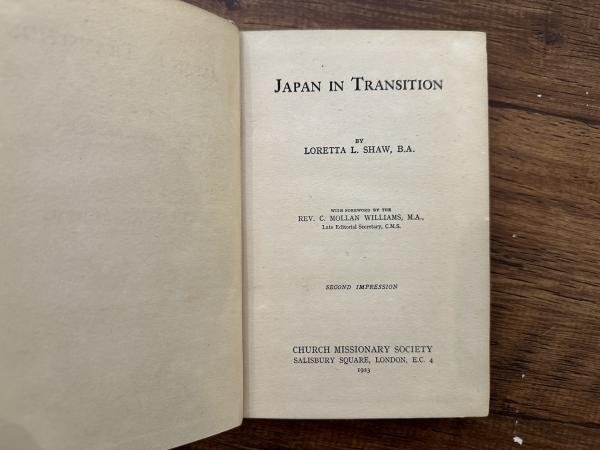 JAPAN IN TRANSITION
BY
LORETTA L. SHAW, B.A.
WITH FOREWORD BY THE
REV. C. MOLLAN WILLIAMS, M.A.,
Late Editorial Secretary, C.M.S.
SECOND IMPRESSION
CHURCH MISSIONARY SOCIETY
SALISBURY SQUARE, LONDON, E.C. 4
1923